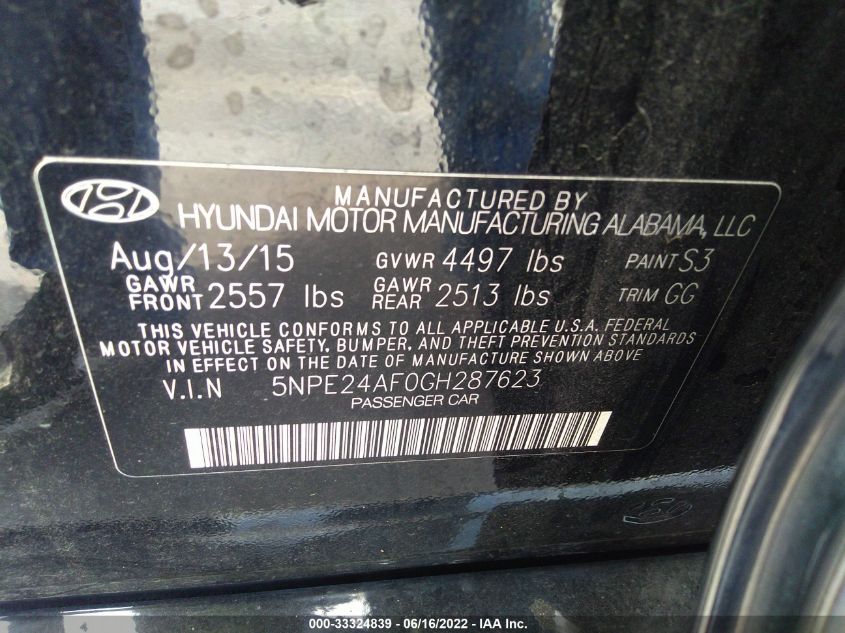 MANUFACTURED BY
HYUNDAI MOTOR MANUFACTURING ALABAMA, LLC
Aug/13/15 GVWR 4497 lbs PAINT S3
GAWR FRONT 2557 lbs GAWR REAR 2513 lbs TRIM GG
THIS VEHICLE CONFORMS TO ALL APPLICABLE U.S.A. FEDERAL
MOTOR VEHICLE SAFETY, BUMPER, AND THEFT PREVENTION STANDARDS
IN EFFECT ON THE DATE OF MANUFACTURE SHOWN ABOVE
V.I.N 5NPE24AF0GH287623
PASSENGER CAR
000-33324839 - 06/16/2022 - © IAA Inc.